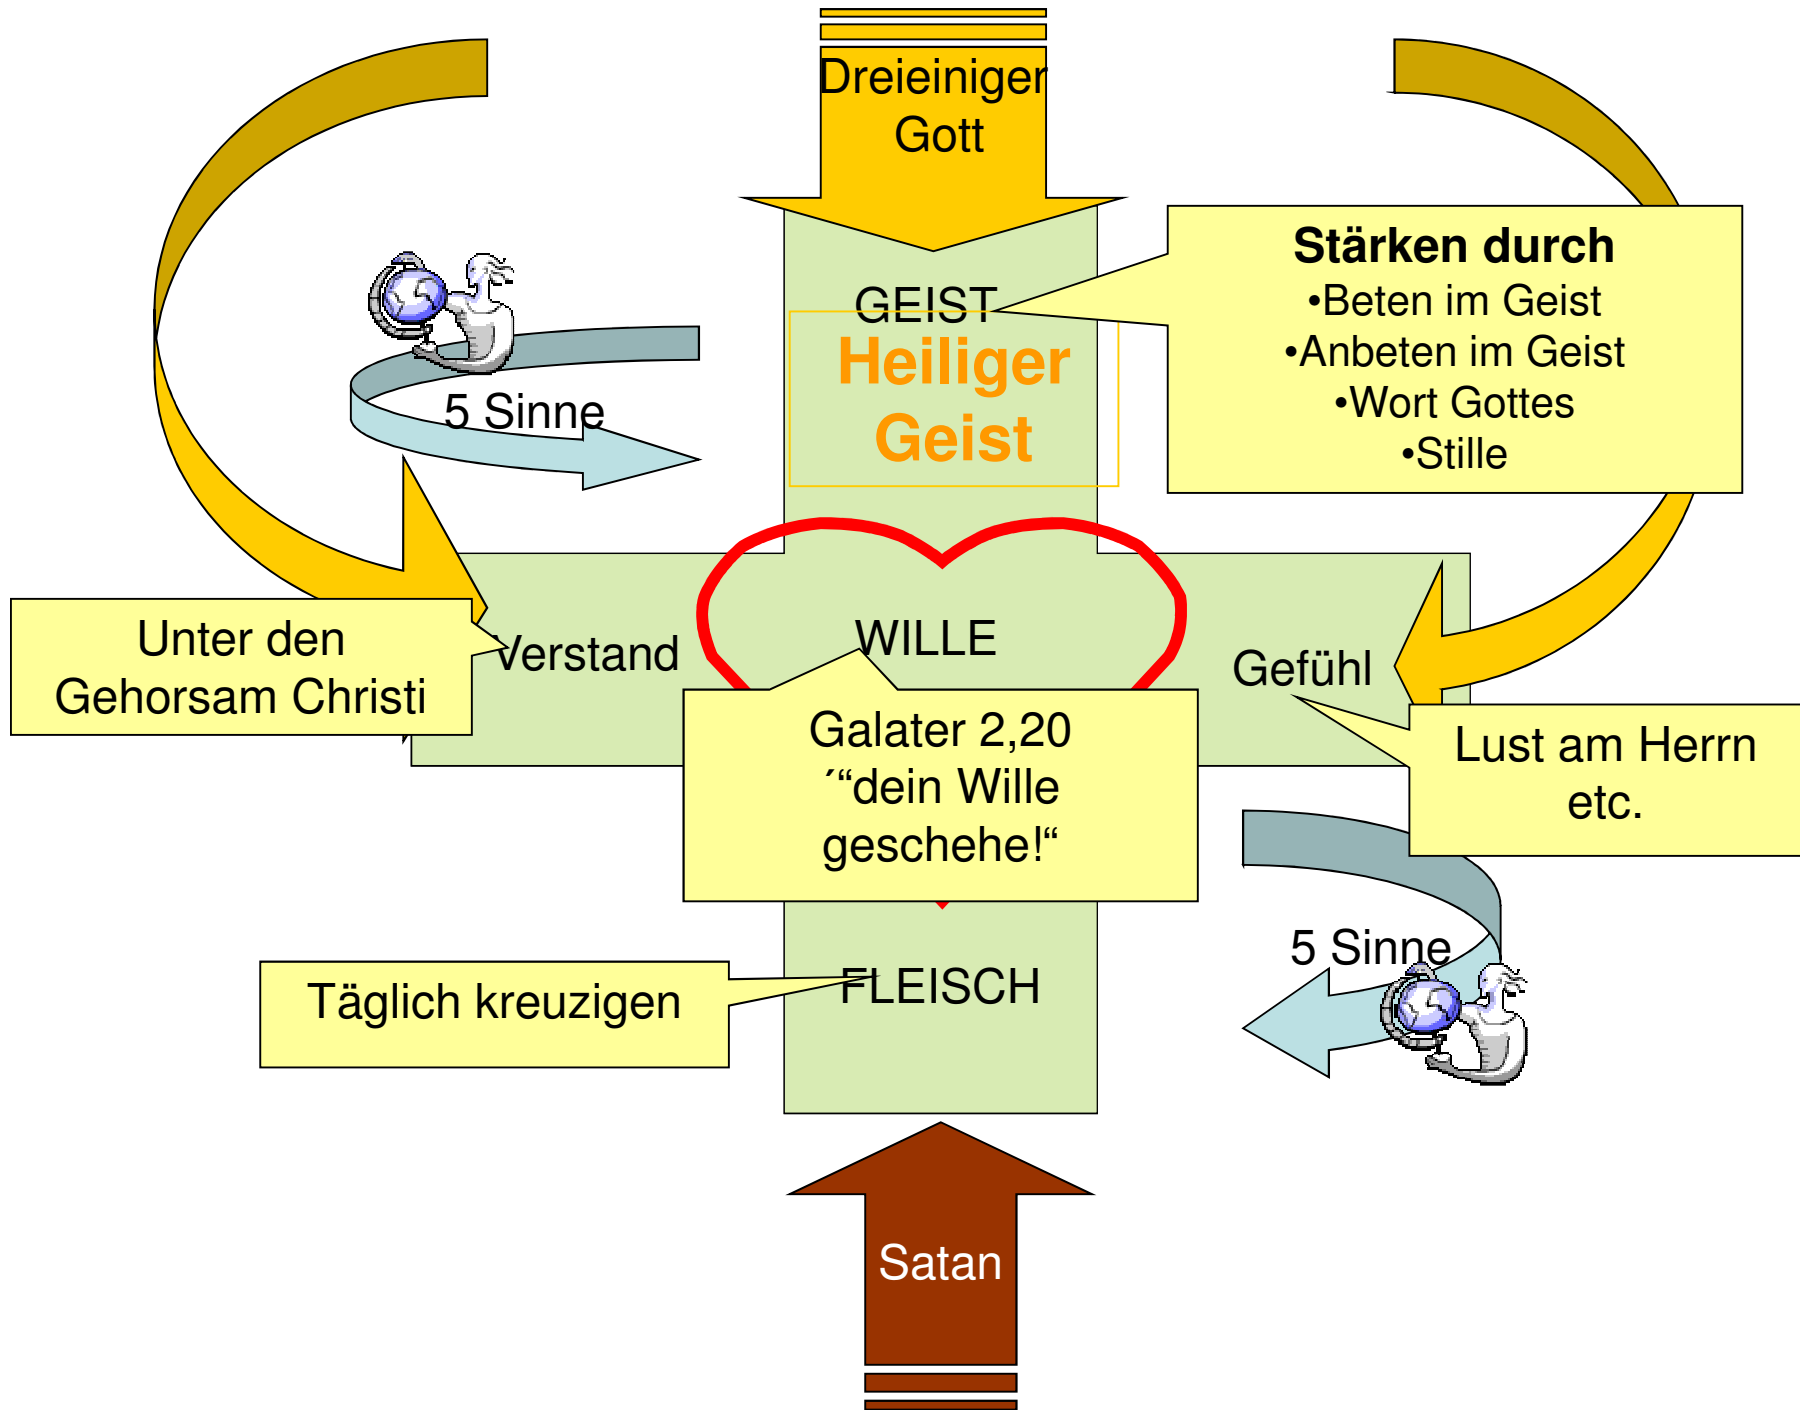 Dreieiniger
Gott
Stärken durch
•Beten im Geist
•Anbeten im Geist
•Wort Gottes
•Stille
GEIST
Heiliger
Geist
5 Sinne
Unter den
Gehorsam Christi
Verstand
WILLE
Gefühl
Galater 2,20
´“dein Wille
geschehe!“
Lust am Herrn
etc.
5 Sinne
Täglich kreuzigen
FLEISCH
Satan